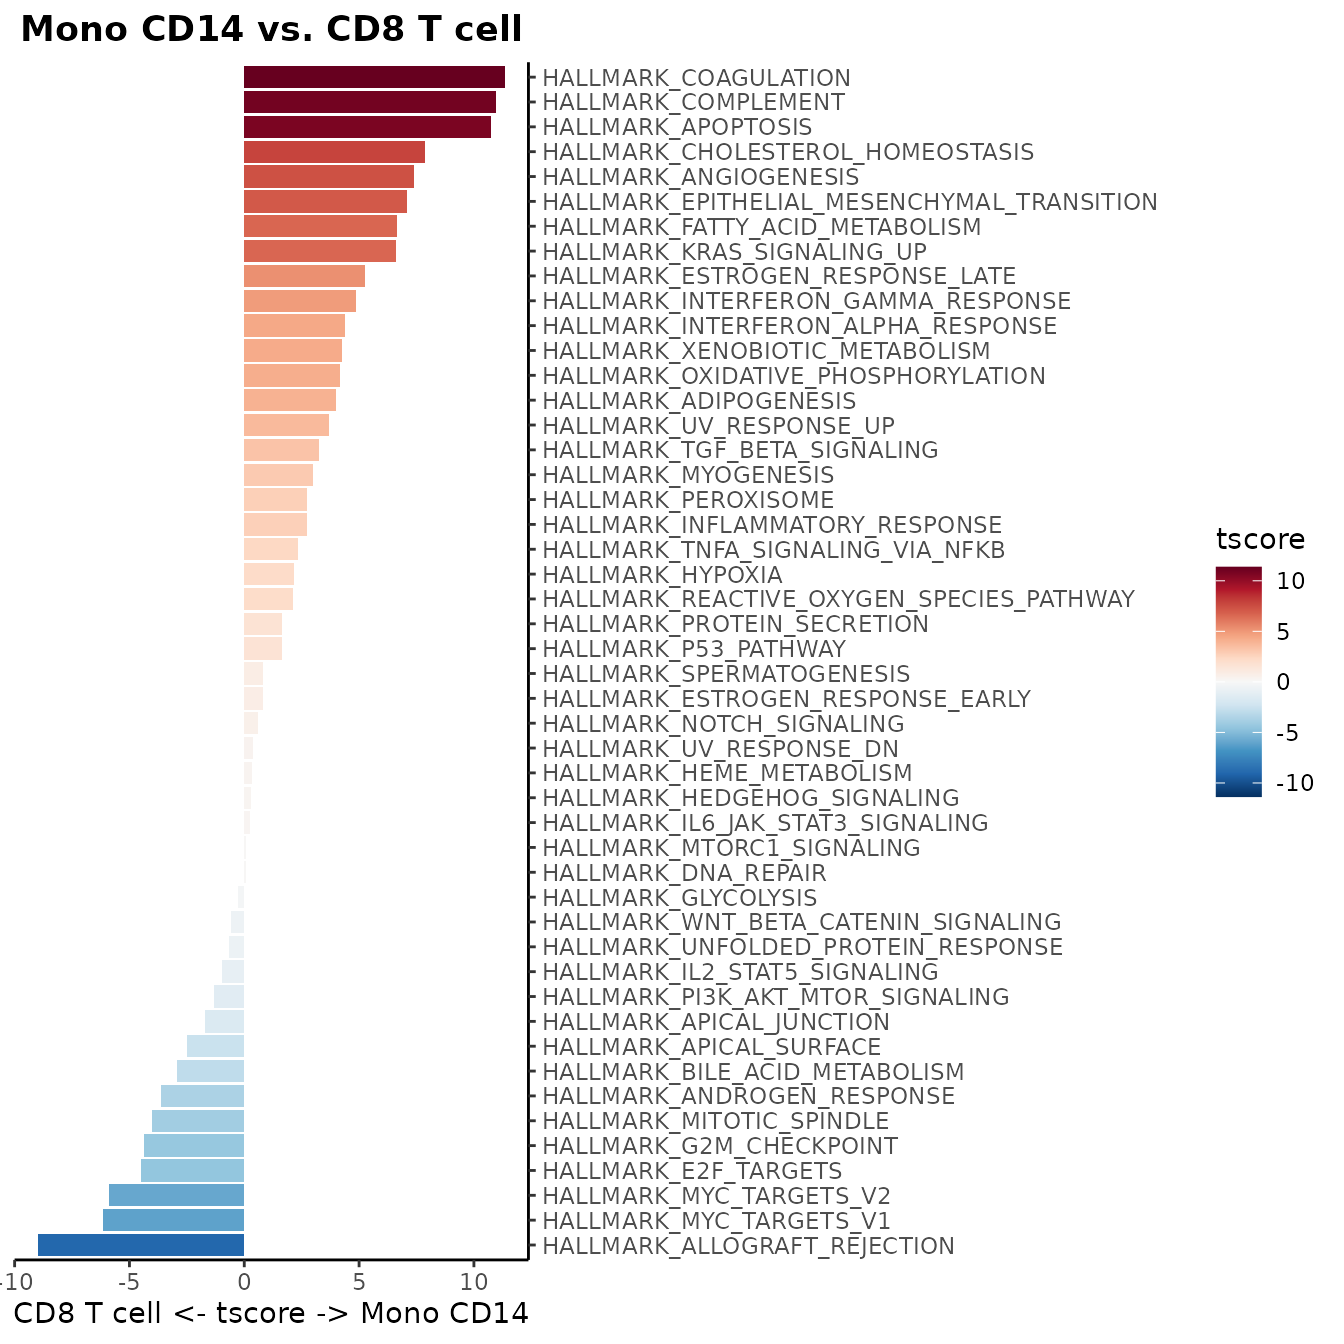 Mono CD14 vs. CD8 T cell
HALLMARK_COAGULATION
HALLMARK_COMPLEMENT
HALLMARK_APOPTOSIS
HALLMARK_CHOLESTEROL_HOMEOSTASIS
HALLMARK_ANGIOGENESIS
HALLMARK_EPITHELIAL_MESENCHYMAL_TRANSITION
HALLMARK_FATTY_ACID_METABOLISM
HALLMARK_KRAS_SIGNALING_UP
HALLMARK_ESTROGEN_RESPONSE_LATE
HALLMARK_INTERFERON_GAMMA_RESPONSE
HALLMARK_INTERFERON_ALPHA_RESPONSE
HALLMARK_XENOBIOTIC_METABOLISM
HALLMARK_OXIDATIVE_PHOSPHORYLATION
HALLMARK_ADIPOGENESIS
HALLMARK_UV_RESPONSE_UP
HALLMARK_TGF_BETA_SIGNALING
HALLMARK_MYOGENESIS
HALLMARK_PEROXISOME
HALLMARK_INFLAMMATORY_RESPONSE
HALLMARK_TNFA_SIGNALING_VIA_NFKB
HALLMARK_HYPOXIA
HALLMARK_REACTIVE_OXYGEN_SPECIES_PATHWAY
HALLMARK_PROTEIN_SECRETION
HALLMARK_P53_PATHWAY
HALLMARK_SPERMATOGENESIS
HALLMARK_ESTROGEN_RESPONSE_EARLY
HALLMARK_NOTCH_SIGNALING
HALLMARK_UV_RESPONSE_DN
HALLMARK_HEME_METABOLISM
HALLMARK_HEDGEHOG_SIGNALING
HALLMARK_IL6_JAK_STAT3_SIGNALING
HALLMARK_MTORC1_SIGNALING
HALLMARK_DNA_REPAIR
HALLMARK_GLYCOLYSIS
HALLMARK_WNT_BETA_CATENIN_SIGNALING
HALLMARK_UNFOLDED_PROTEIN_RESPONSE
HALLMARK_IL2_STAT5_SIGNALING
HALLMARK_PI3K_AKT_MTOR_SIGNALING
HALLMARK_APICAL_JUNCTION
HALLMARK_APICAL_SURFACE
HALLMARK_BILE_ACID_METABOLISM
HALLMARK_ANDROGEN_RESPONSE
HALLMARK_MITOTIC_SPINDLE
HALLMARK_G2M_CHECKPOINT
HALLMARK_E2F_TARGETS
HALLMARK_MYC_TARGETS_V2
HALLMARK_MYC_TARGETS_V1
HALLMARK_ALLOGRAFT_REJECTION
-10 -5 0 5 10
CD8 T cell <- tscore -> Mono CD14
tscore
10
5
0
-5
-10